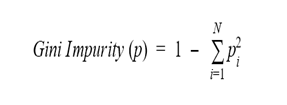 Gini Impurity (p) = 1 − ∑_{i=1}^{N} p_i^2